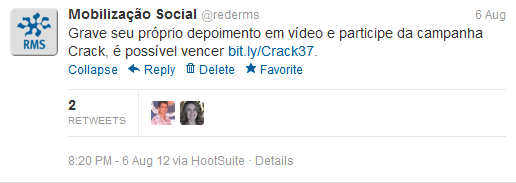 Mobilização Social @rederms 6 Aug
RMS
Grave seu próprio depoimento em vídeo e participe da campanha
Crack, é possível vencer bit.ly/Crack37.
Collapse Reply Delete Favorite
2
RETWEETS
8:20 PM - 6 Aug 12 via HootSuite · Details